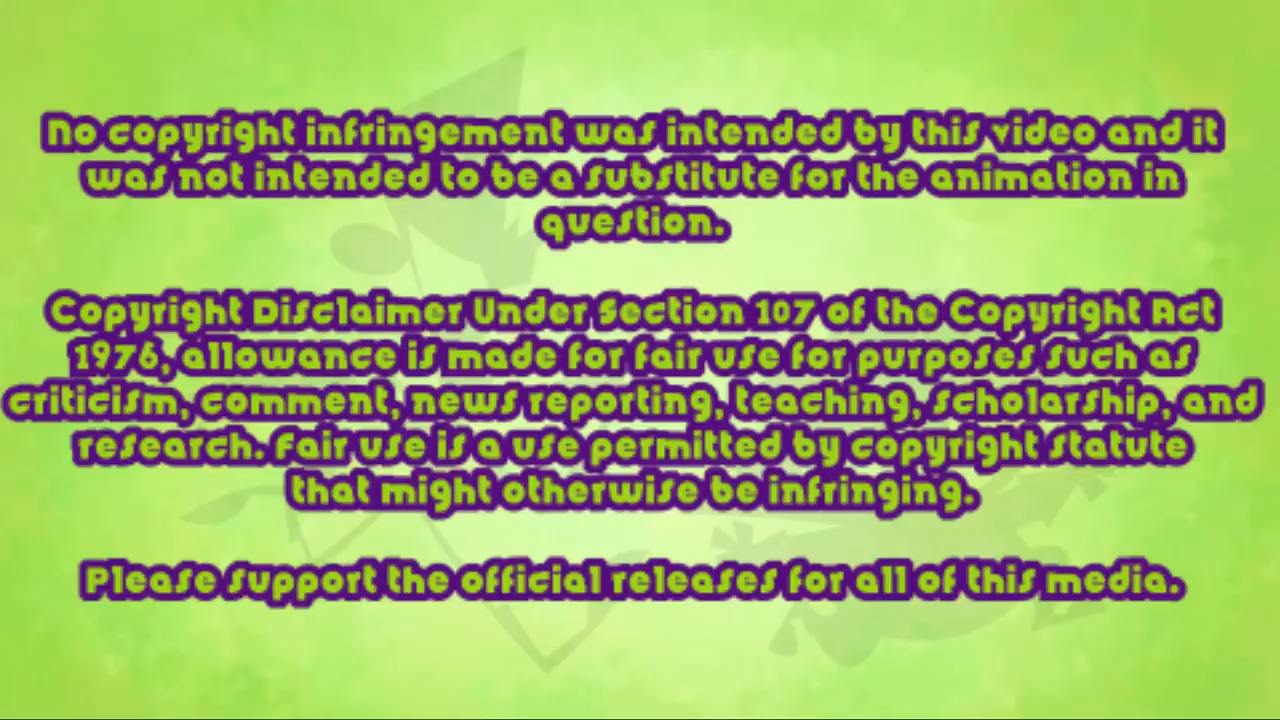 No copyright infringement was intended by this video and it
was not intended to be a substitute for the animation in
question.
Copyright Disclaimer Under Section 107 of the Copyright Act
1976, allowance is made for fair use for purposes such as
criticism, comment, news reporting, teaching, scholarship, and
research. Fair use is a use permitted by copyright statute
that might otherwise be infringing.
Please support the official releases for all of this media.